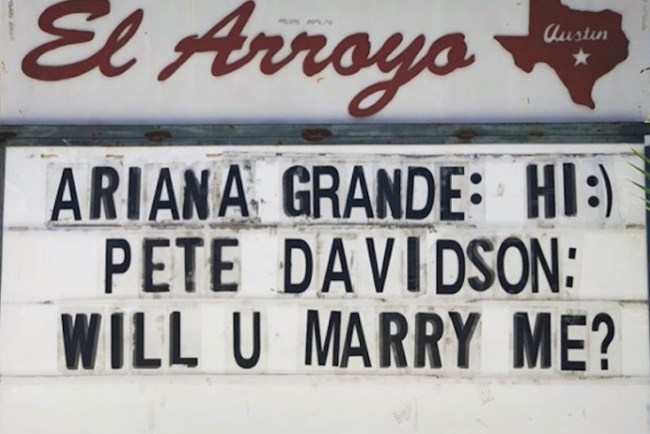 El Arroyo
Austin
ARIANA GRANDE: HI:)
PETE DAVIDSON:
WILL U MARRY ME?